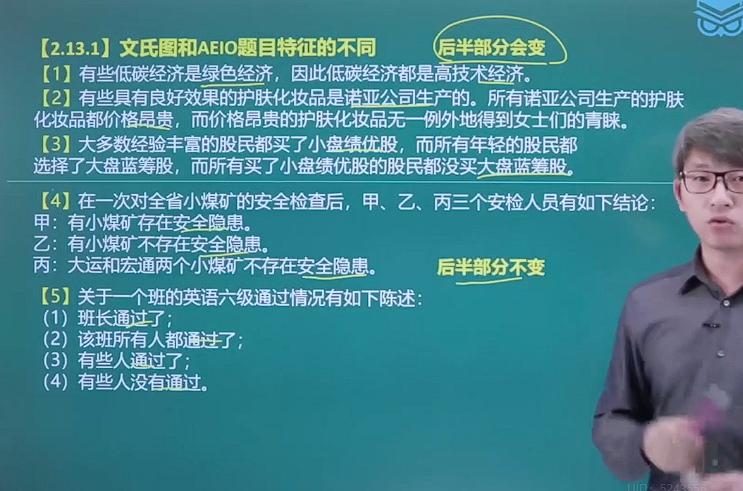 【2.13.1】文氏图和AEIO题目特征的不同 后半部分会变
【1】有些低碳经济是绿色经济，因此低碳经济都是高技术经济。
【2】有些具有良好效果的护肤化妆品是诺亚公司生产的。所有诺亚公司生产的护肤
化妆品都价格昂贵，而价格昂贵的护肤化妆品无一例外地得到女士们的青睐。
【3】大多数经验丰富的股民都买了小盘绩优股，而所有年轻的股民都
选择了大盘蓝筹股，而所有买了小盘绩优股的股民都没买大盘蓝筹股。
【4】在一次对全省小煤矿的安全检查后，甲、乙、丙三个安检人员有如下结论：
甲：有小煤矿存在安全隐患。
乙：有小煤矿不存在安全隐患。
丙：大运和宏通两个小煤矿不存在安全隐患。 后半部分不变
【5】关于一个班的英语六级通过情况有如下陈述：
（1）班长通过了；
（2）该班所有人都通过了；
（3）有些人通过了；
（4）有些人没有通过。